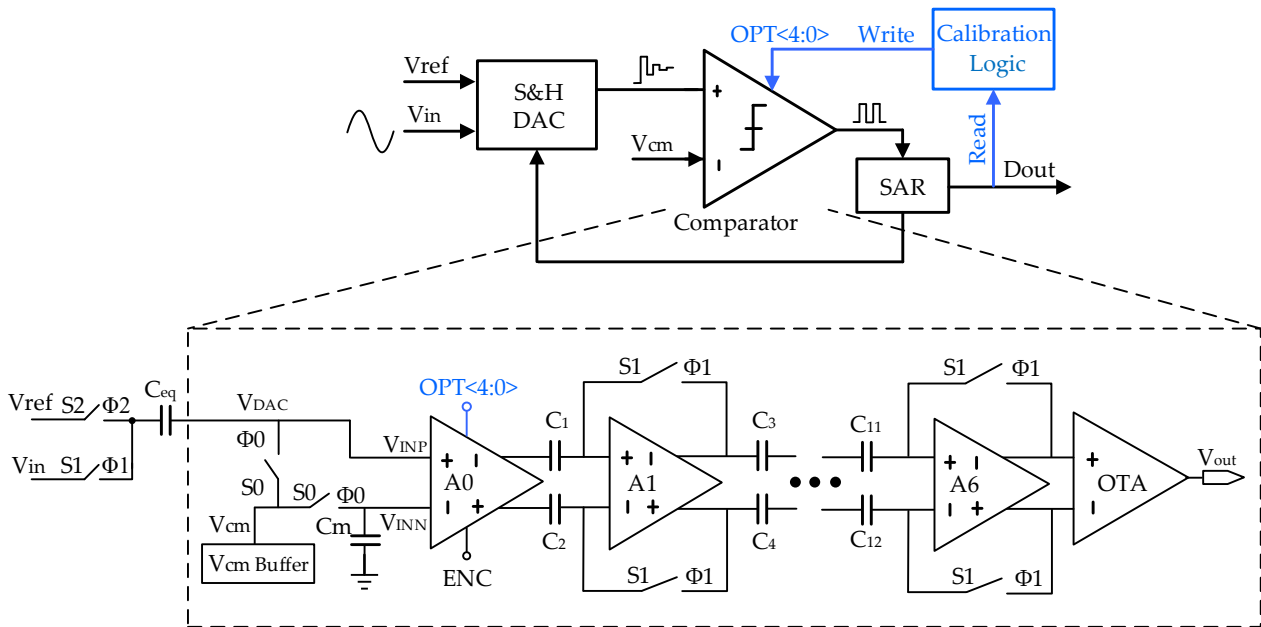 OPT<4:0>
Write
Calibration
Logic
Vref
S&H
DAC
Vin
+
Vcm
Read
Dout
SAR
Comparator
OPT<4:0>
S1 Φ1
S1 Φ1
Ceq
Vref S2 Φ2
VDAC
C1
C3
C11
Vin S1 Φ1
Φ0
VINP
+ −
A0
− +
+ −
A1
− +
+ −
A6
− +
+
OTA
−
Vout
S0
S0 Φ0
Vcm
Cm
VINN
C2
C4
C12
Vcm Buffer
ENC
S1 Φ1
S1 Φ1